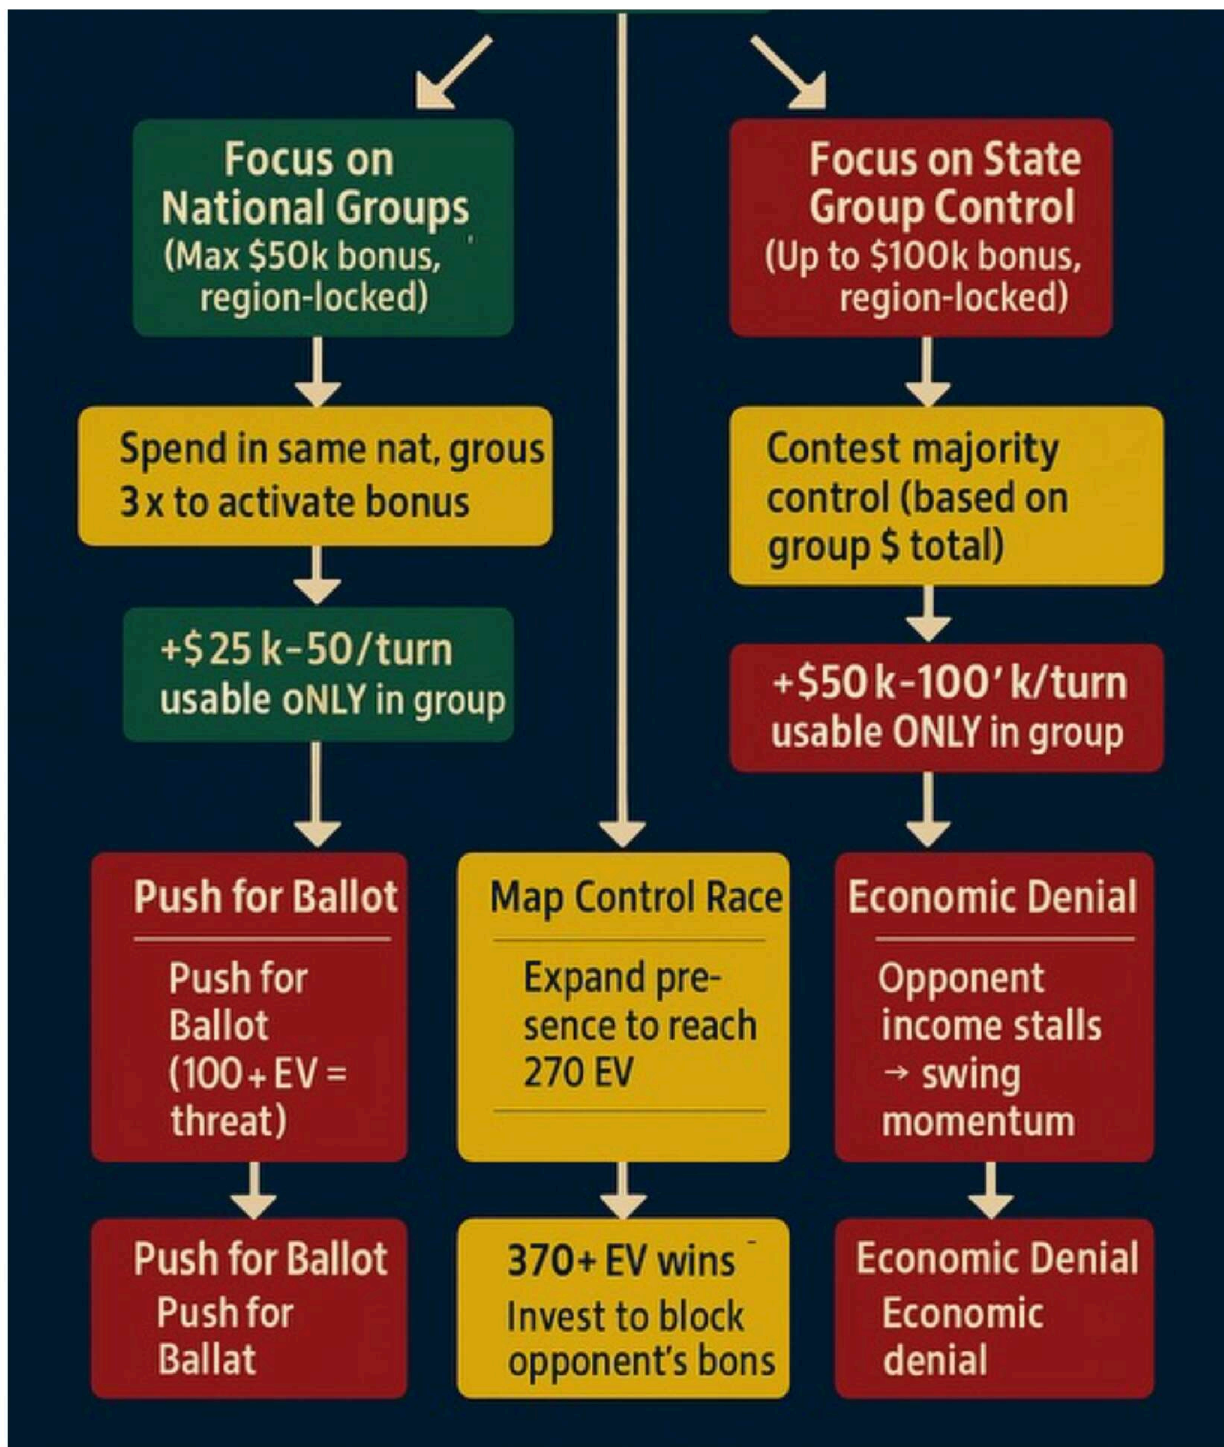 Focus on
National Groups
(Max $50k bonus,
region-locked)
Spend in same nat, grous
3x to activate bonus
+$25 k–50/turn
usable oNLY in group
Push for Ballot
Push for
Ballot
(100+EV =
threat)
Push for Ballot
Push for
Ballat
Map Control Race
Expand pre-
sence to reach
270 EV
370+ EV wins
Invest to block
opponent's bons
Focus on State
Group Control
(Up to $100k bonus,
region-locked)
Contest majority
control (based on
group $ total)
+$50k–100'k/turn
usable ONLY in group
Economic Denial
Opponent
income stalls
→ swing
momentum
Economic Denial
Economic
denial